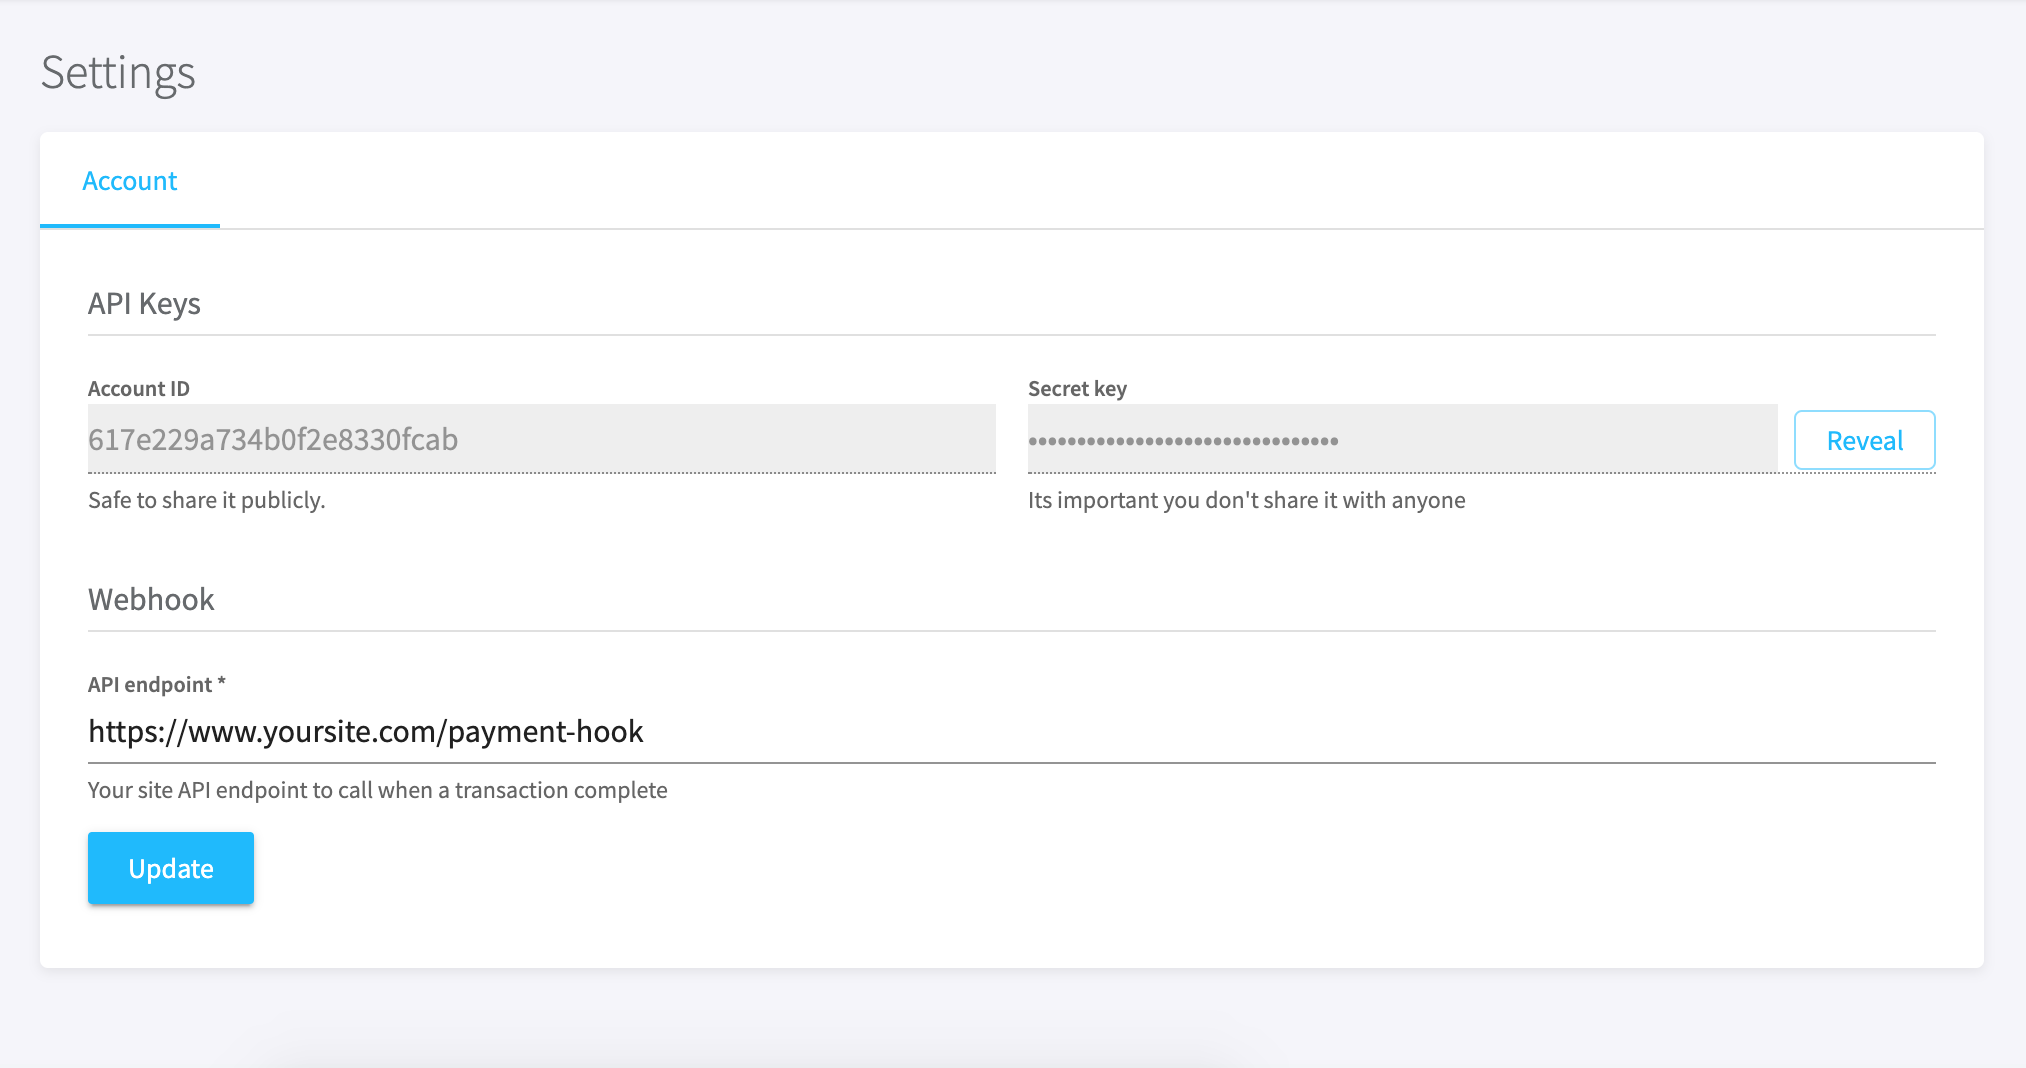 Settings
Account
API Keys
Account ID
Secret key
617e229a734b0f2e8330fcab
••••••••••••••••••••••••••••••••
Reveal
Safe to share it publicly.
Its important you don't share it with anyone
Webhook
API endpoint *
https://www.yoursite.com/payment-hook
Your site API endpoint to call when a transaction complete
Update